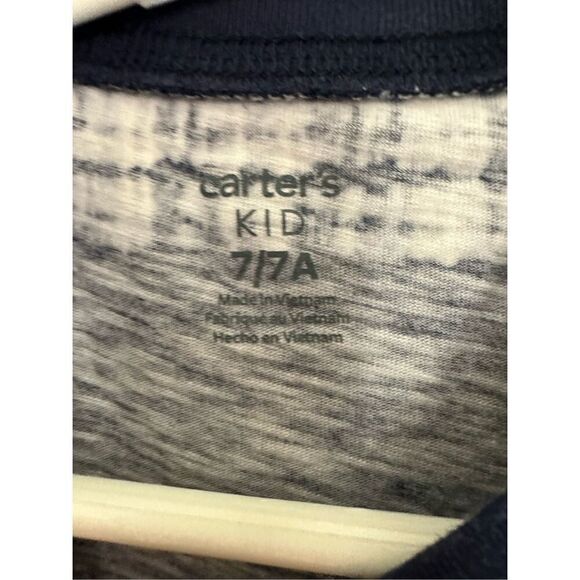 carter's
KID
7/7A
Made in Vietnam
Fabriqué au Vietnam
Hecho en Vietnam